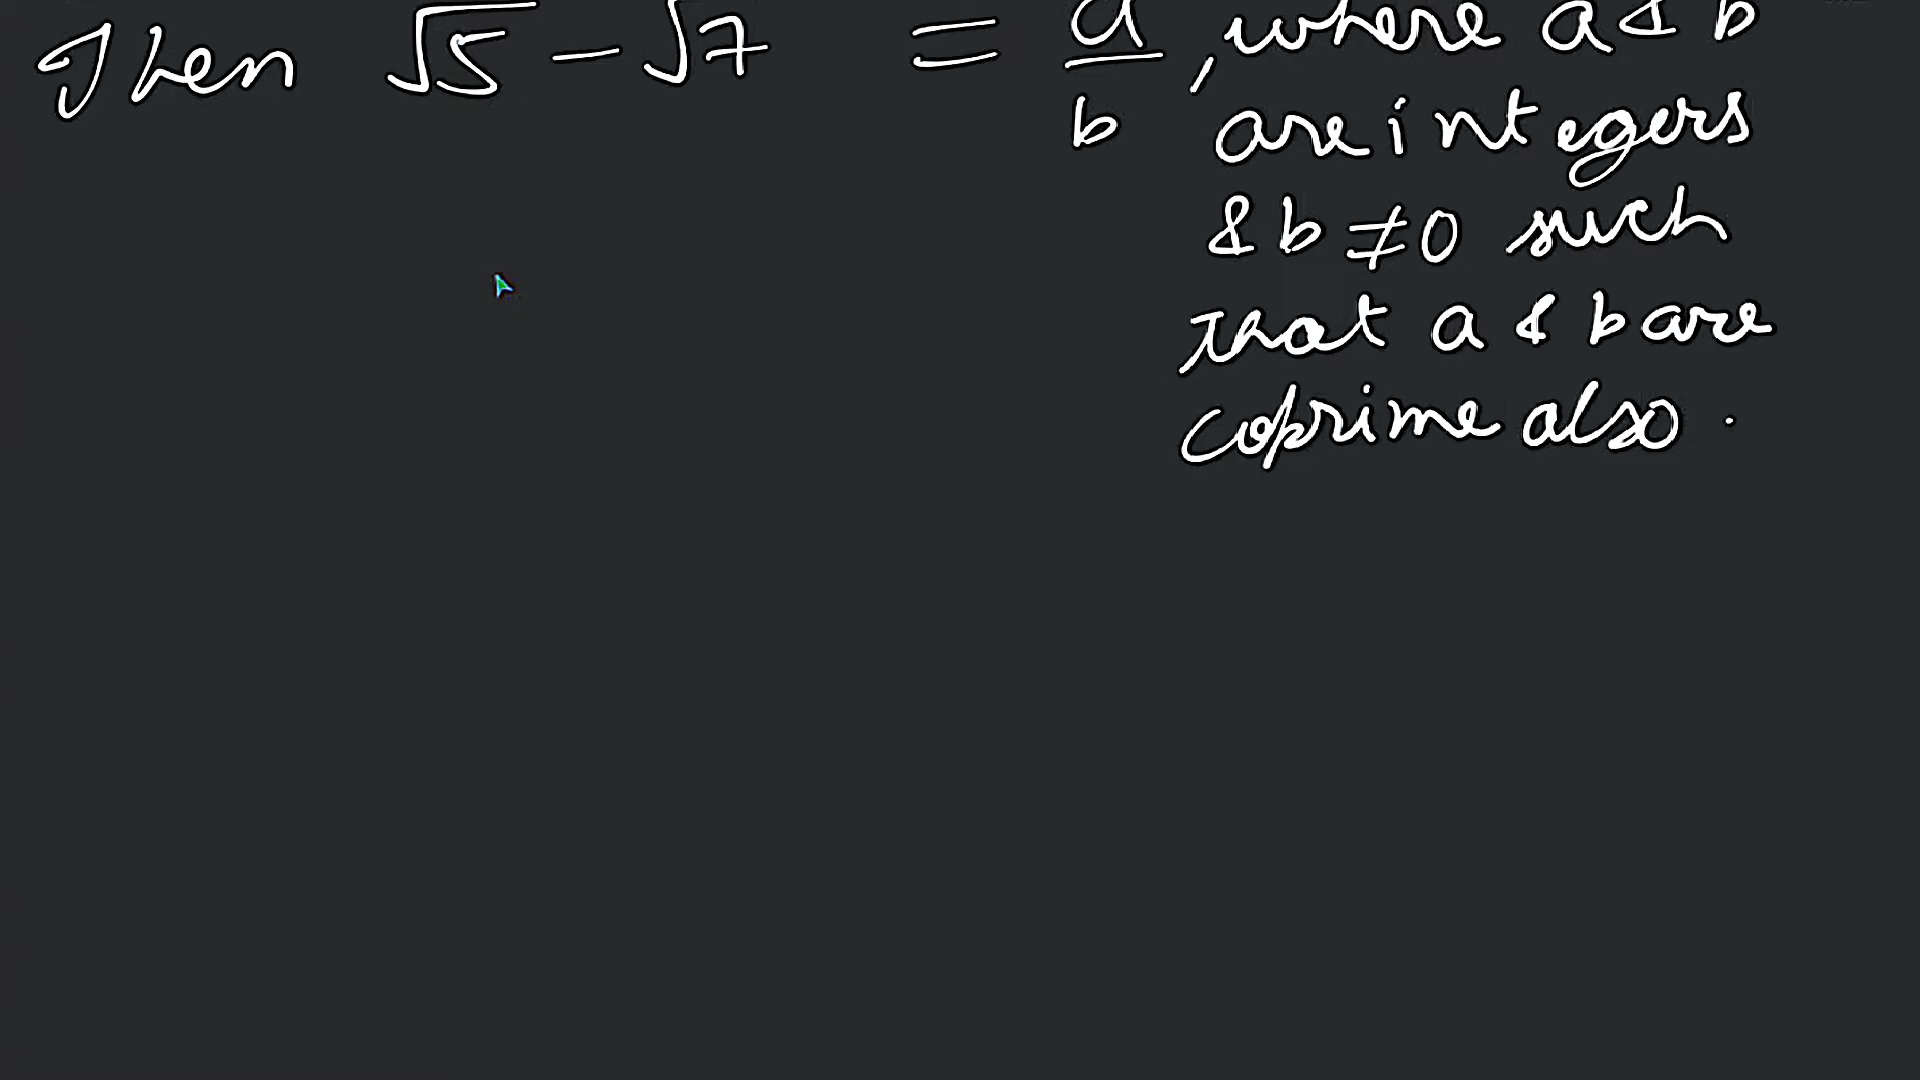 Then √5 - √7 = a/b, where a & b
are integers
& b ≠ 0 such
that a & b are
coprime also.